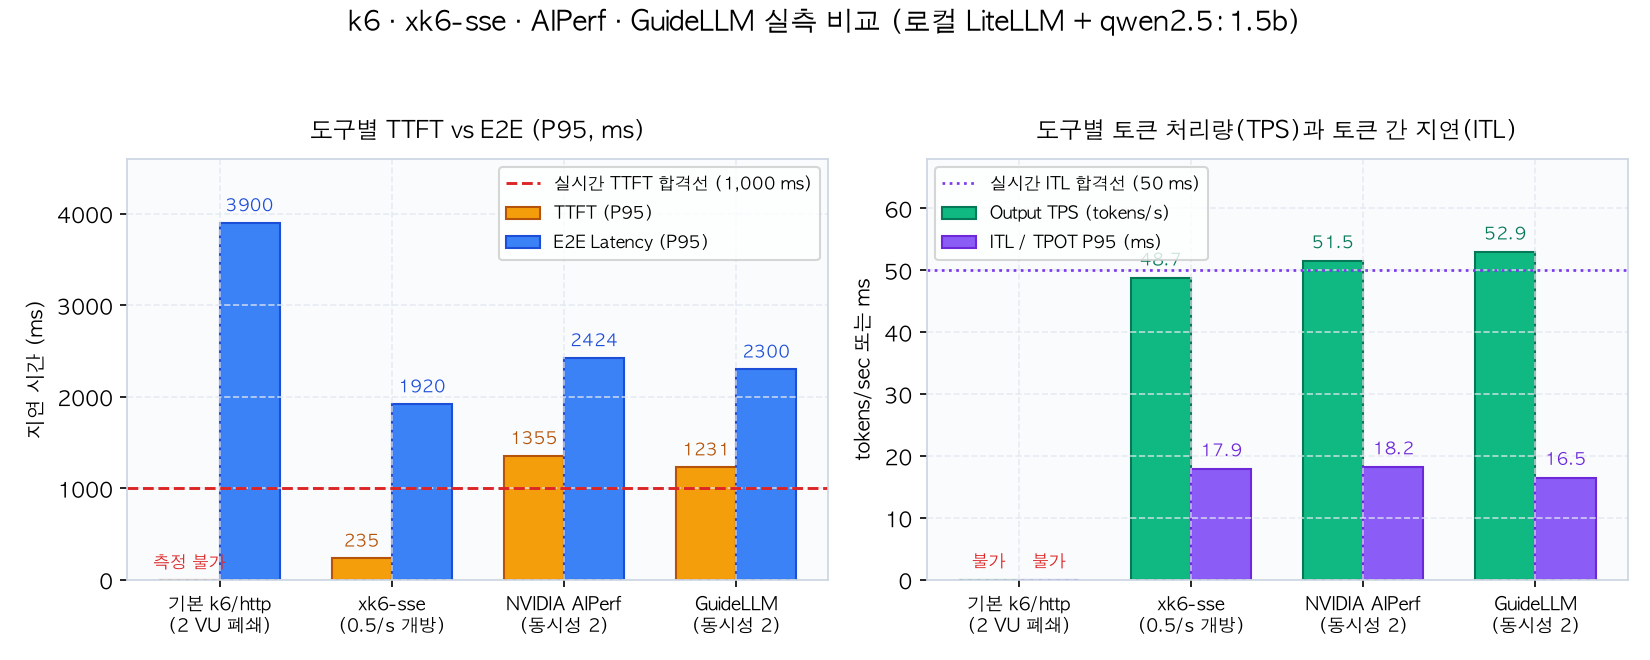 k6 · xk6-sse · AIPerf · GuideLLM 실측 비교 (로컬 LiteLLM + qwen2.5:1.5b)
도구별 TTFT vs E2E (P95, ms)
지연 시간 (ms)
4000
3000
2000
1000
0
실시간 TTFT 합격선 (1,000 ms)
TTFT (P95)
E2E Latency (P95)
측정 불가
3900
235
1920
1355
2424
1231
2300
기본 k6/http
(2 VU 폐쇄)
xk6-sse
(0.5/s 개방)
NVIDIA AIPerf
(동시성 2)
GuideLLM
(동시성 2)
도구별 토큰 처리량(TPS)과 토큰 간 지연(ITL)
tokens/sec 또는 ms
60
50
40
30
20
10
0
실시간 ITL 합격선 (50 ms)
Output TPS (tokens/s)
ITL / TPOT P95 (ms)
불가
불가
48.7
17.9
51.5
18.2
52.9
16.5
기본 k6/http
(2 VU 폐쇄)
xk6-sse
(0.5/s 개방)
NVIDIA AIPerf
(동시성 2)
GuideLLM
(동시성 2)